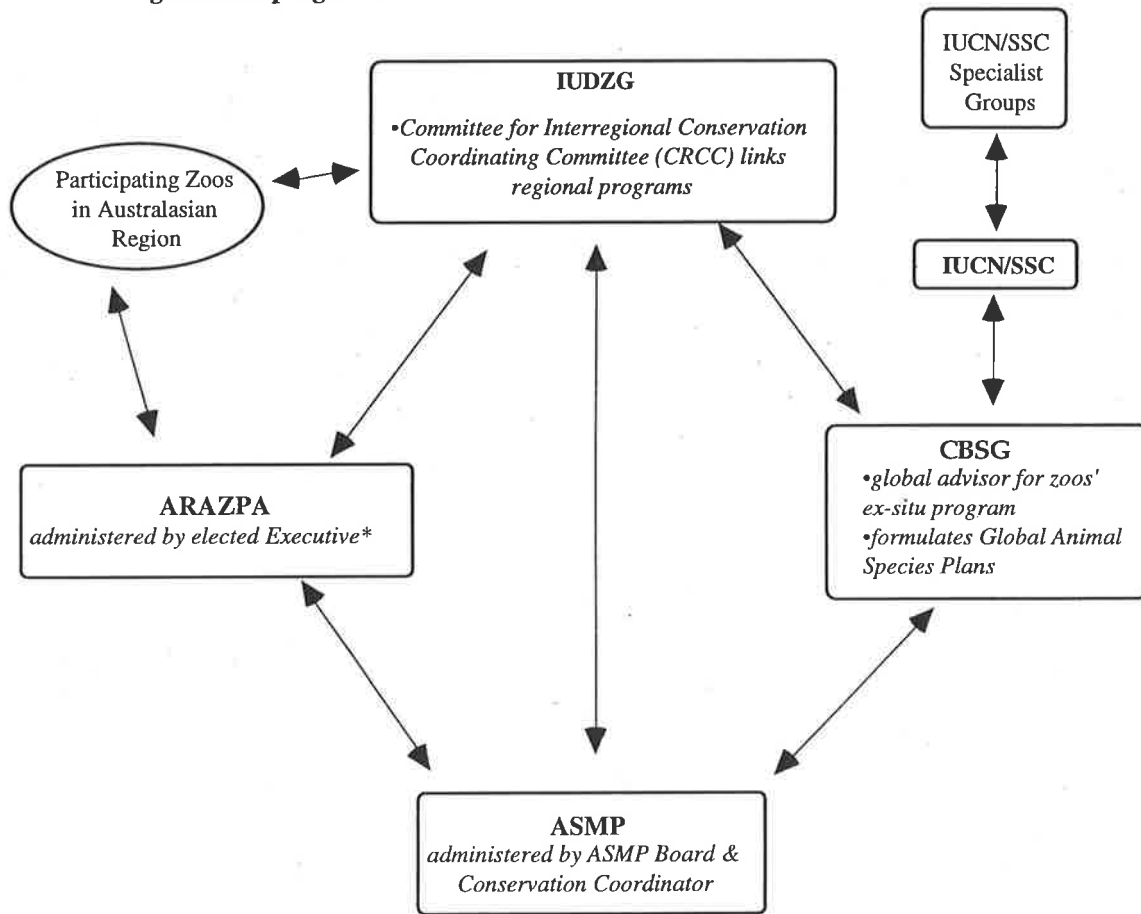 IUCN/SSC
Specialist
Groups
IUDZG
•Committee for Interregional Conservation
Coordinating Committee (CRCC) links
regional programs
Participating Zoos
in Australasian
Region
IUCN/SSC
CBSG
•global advisor for zoos'
ex-situ program
•formulates Global Animal
Species Plans
ARAZPA
administered by elected Executive*
ASMP
administered by ASMP Board &
Conservation Coordinator